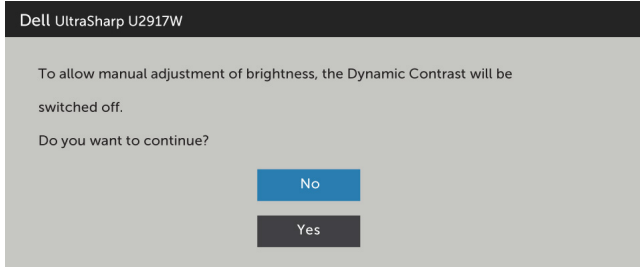 Dell UltraSharp U2917W
To allow manual adjustment of brightness, the Dynamic Contrast will be
switched off.
Do you want to continue?
No
Yes